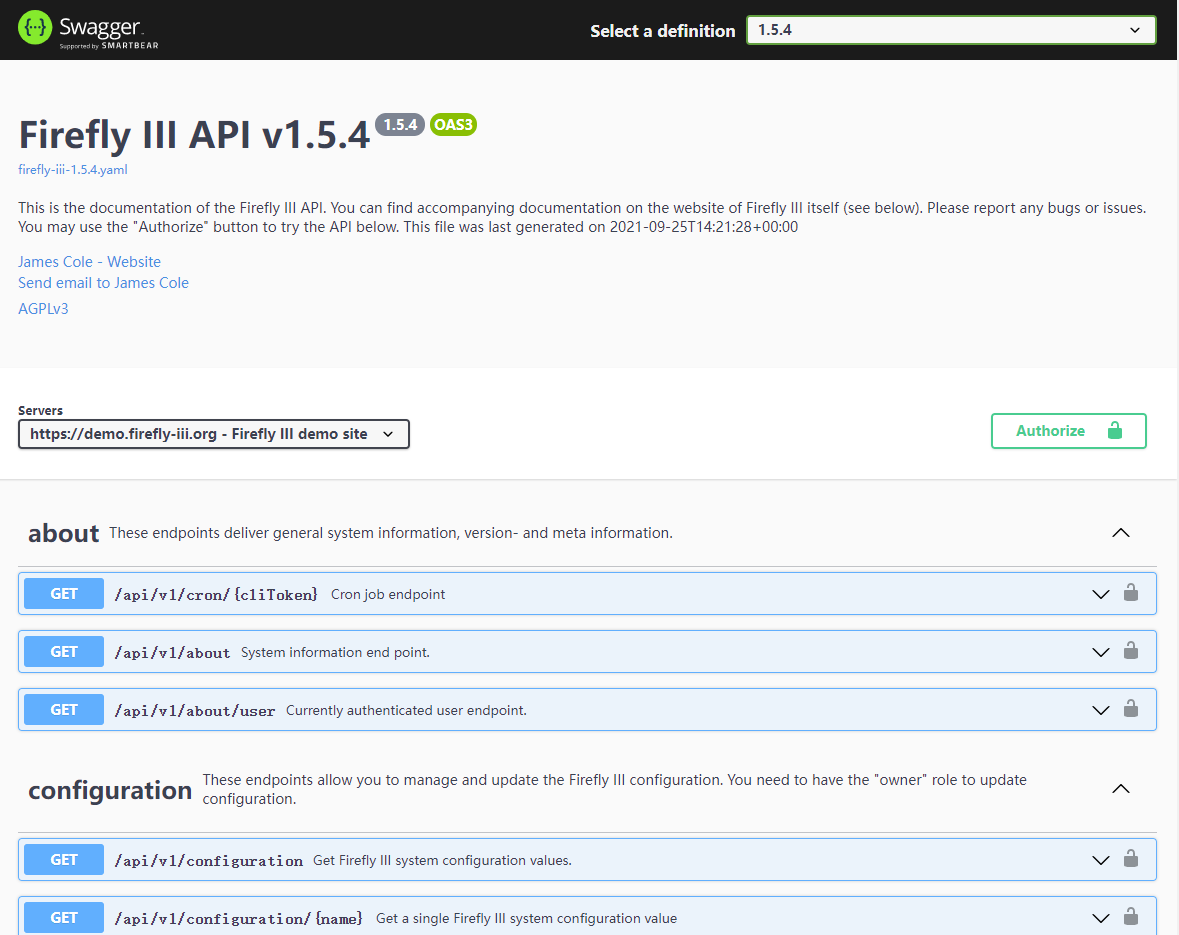 Swagger.
Supported by SMARTBEAR
Select a definition
1.5.4
Firefly III API v1.5.4 1.5.4 OAS3
firefly-iii-1.5.4.yaml
This is the documentation of the Firefly III API. You can find accompanying documentation on the website of Firefly III itself (see below). Please report any bugs or issues.
You may use the "Authorize" button to try the API below. This file was last generated on 2021-09-25T14:21:28+00:00
James Cole - Website
Send email to James Cole
AGPLv3
Servers
https://demo.firefly-iii.org - Firefly III demo site
Authorize
about These endpoints deliver general system information, version- and meta information.
GET /api/v1/cron/{cliToken} Cron job endpoint
GET /api/v1/about System information end point.
GET /api/v1/about/user Currently authenticated user endpoint.
configuration These endpoints allow you to manage and update the Firefly III configuration. You need to have the "owner" role to update
configuration.
GET /api/v1/configuration Get Firefly III system configuration values.
GET /api/v1/configuration/{name} Get a single Firefly III system configuration value